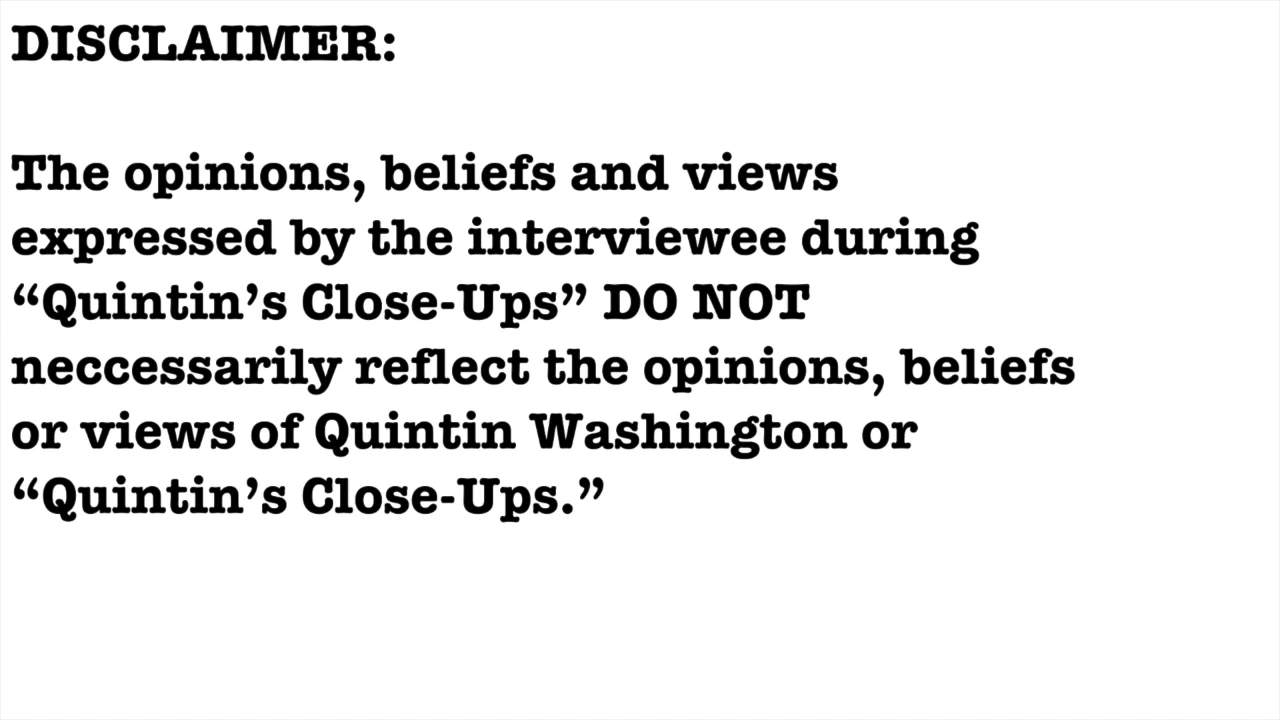 DISCLAIMER:
The opinions, beliefs and views
expressed by the interviewee during
“Quintin’s Close-Ups” DO NOT
neccessarily reflect the opinions, beliefs
or views of Quintin Washington or
“Quintin’s Close-Ups.”